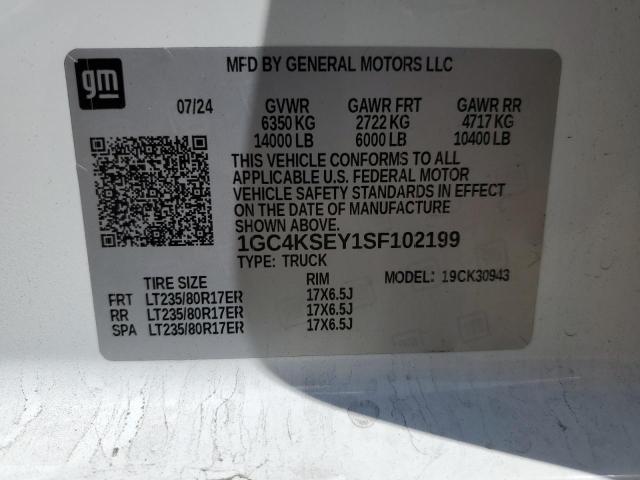 gm
MFD BY GENERAL MOTORS LLC
07/24 GVWR GAWR FRT GAWR RR
6350 KG 2722 KG 4717 KG
14000 LB 6000 LB 10400 LB
THIS VEHICLE CONFORMS TO ALL
APPLICABLE U.S. FEDERAL MOTOR
VEHICLE SAFETY STANDARDS IN EFFECT
ON THE DATE OF MANUFACTURE
SHOWN ABOVE.
1GC4KSEY1SF102199
TYPE: TRUCK
TIRE SIZE RIM MODEL: 19CK30943
FRT LT235/80R17ER 17X6.5J
RR LT235/80R17ER 17X6.5J
SPA LT235/80R17ER 17X6.5J